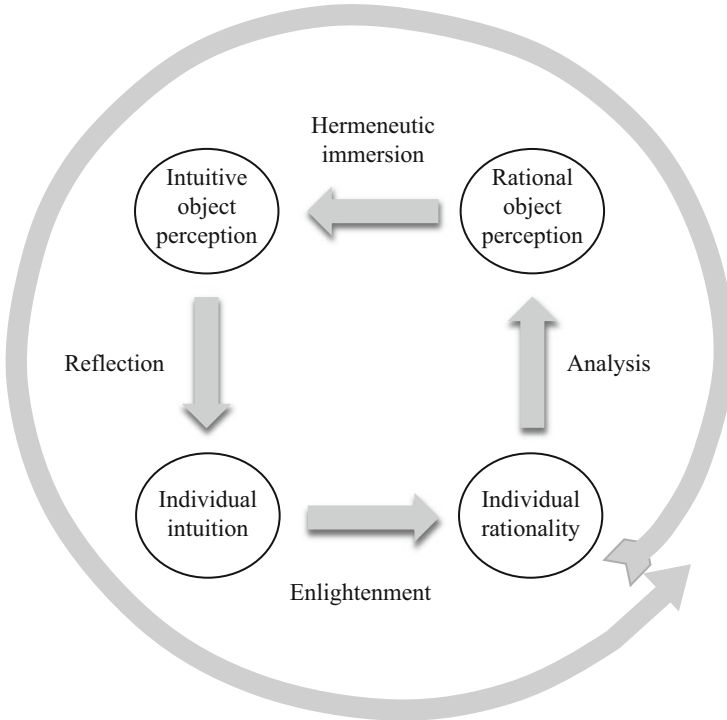 Hermeneutic
immersion
Intuitive
object
perception
Rational
object
perception
Reflection
Analysis
Individual
intuition
Individual
rationality
Enlightenment